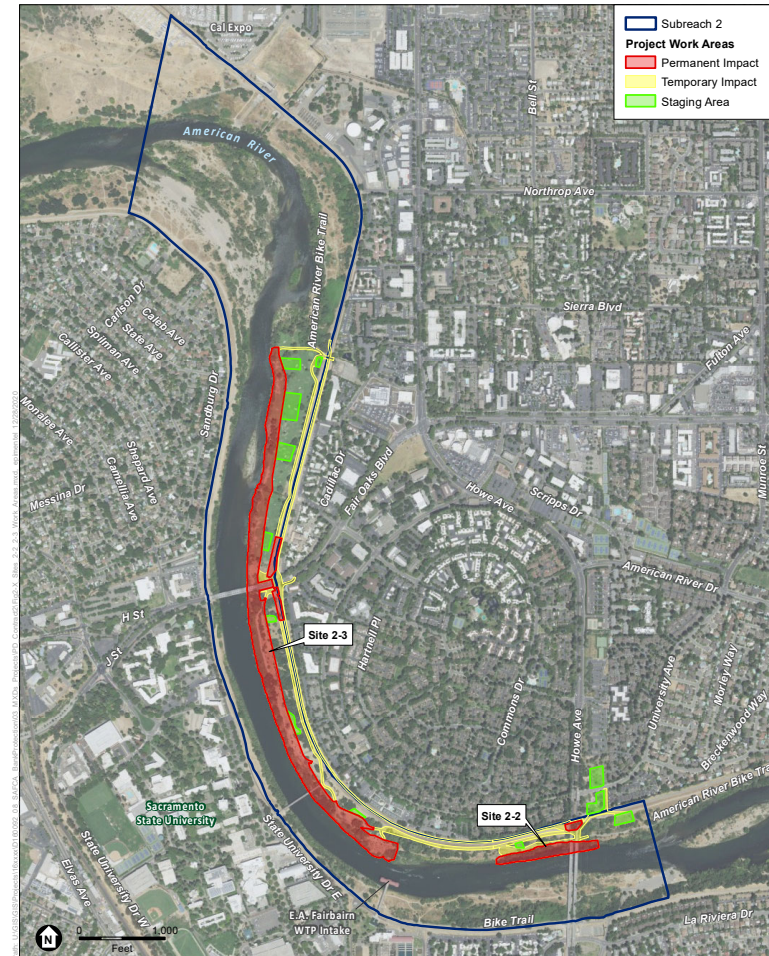 Cal Expo
Subreach 2
Project Work Areas
Permanent Impact
Temporary Impact
Staging Area
Bell St
American River
Northrop Ave
American River Bike Trail
Sierra Blvd
Carlson Dr
Caleb Ave
State Ave
Spilman Ave
Callister Ave
Fulton Ave
Sandburg Dr
Monalee Ave
Shepard Ave
Camellia Ave
Messina Dr
Cadillac Dr
Fair Oaks Blvd
Howe Ave
Scripps Dr
Munroe St
American River Dr
H St
J St
Site 2-3
Hartnell Pl
Commons Dr
Howe Ave
University Ave
Morley Way
Breckenwood Way
American River Bike Tra
Sacramento
State University
Site 2-2
State University Dr E
State University Dr W
Elvas Ave
E.A. Fairbairn
WTP Intake
Bike Trail
La Riviera Dr
N
0 1,000
Feet